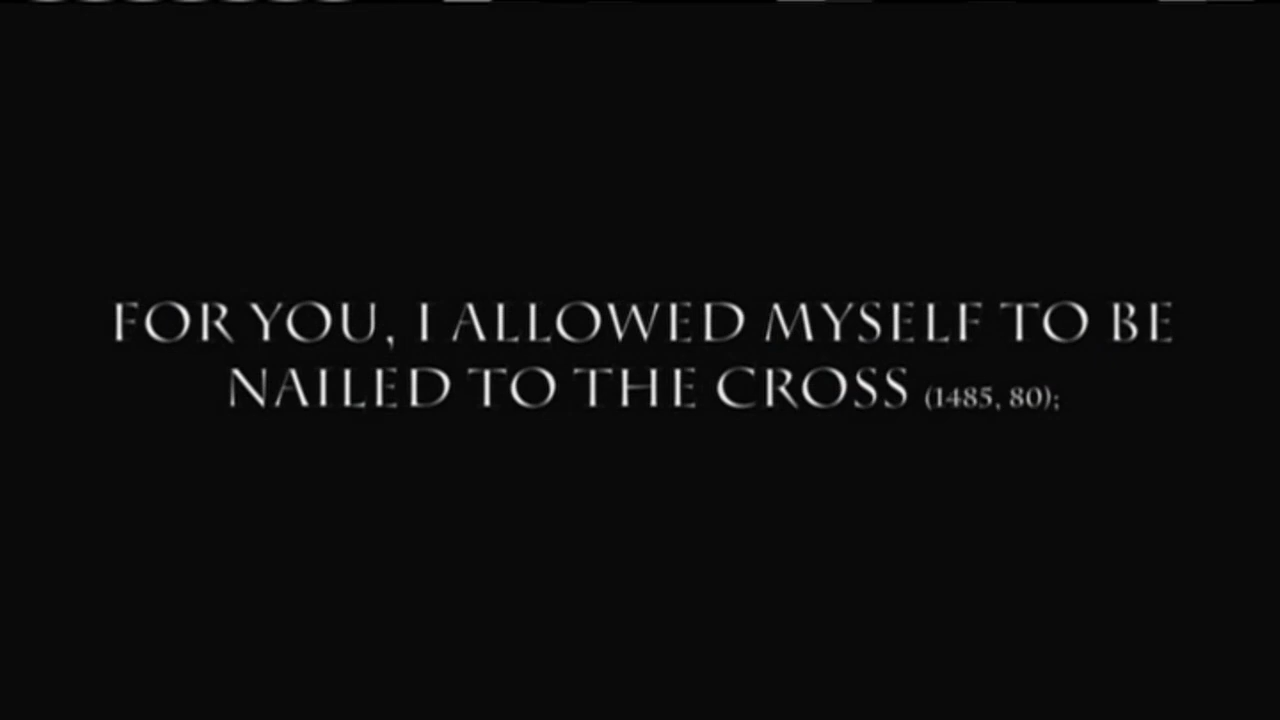 FOR YOU, I ALLOWED MYSELF TO BE
NAILED TO THE CROSS (1485, 80);